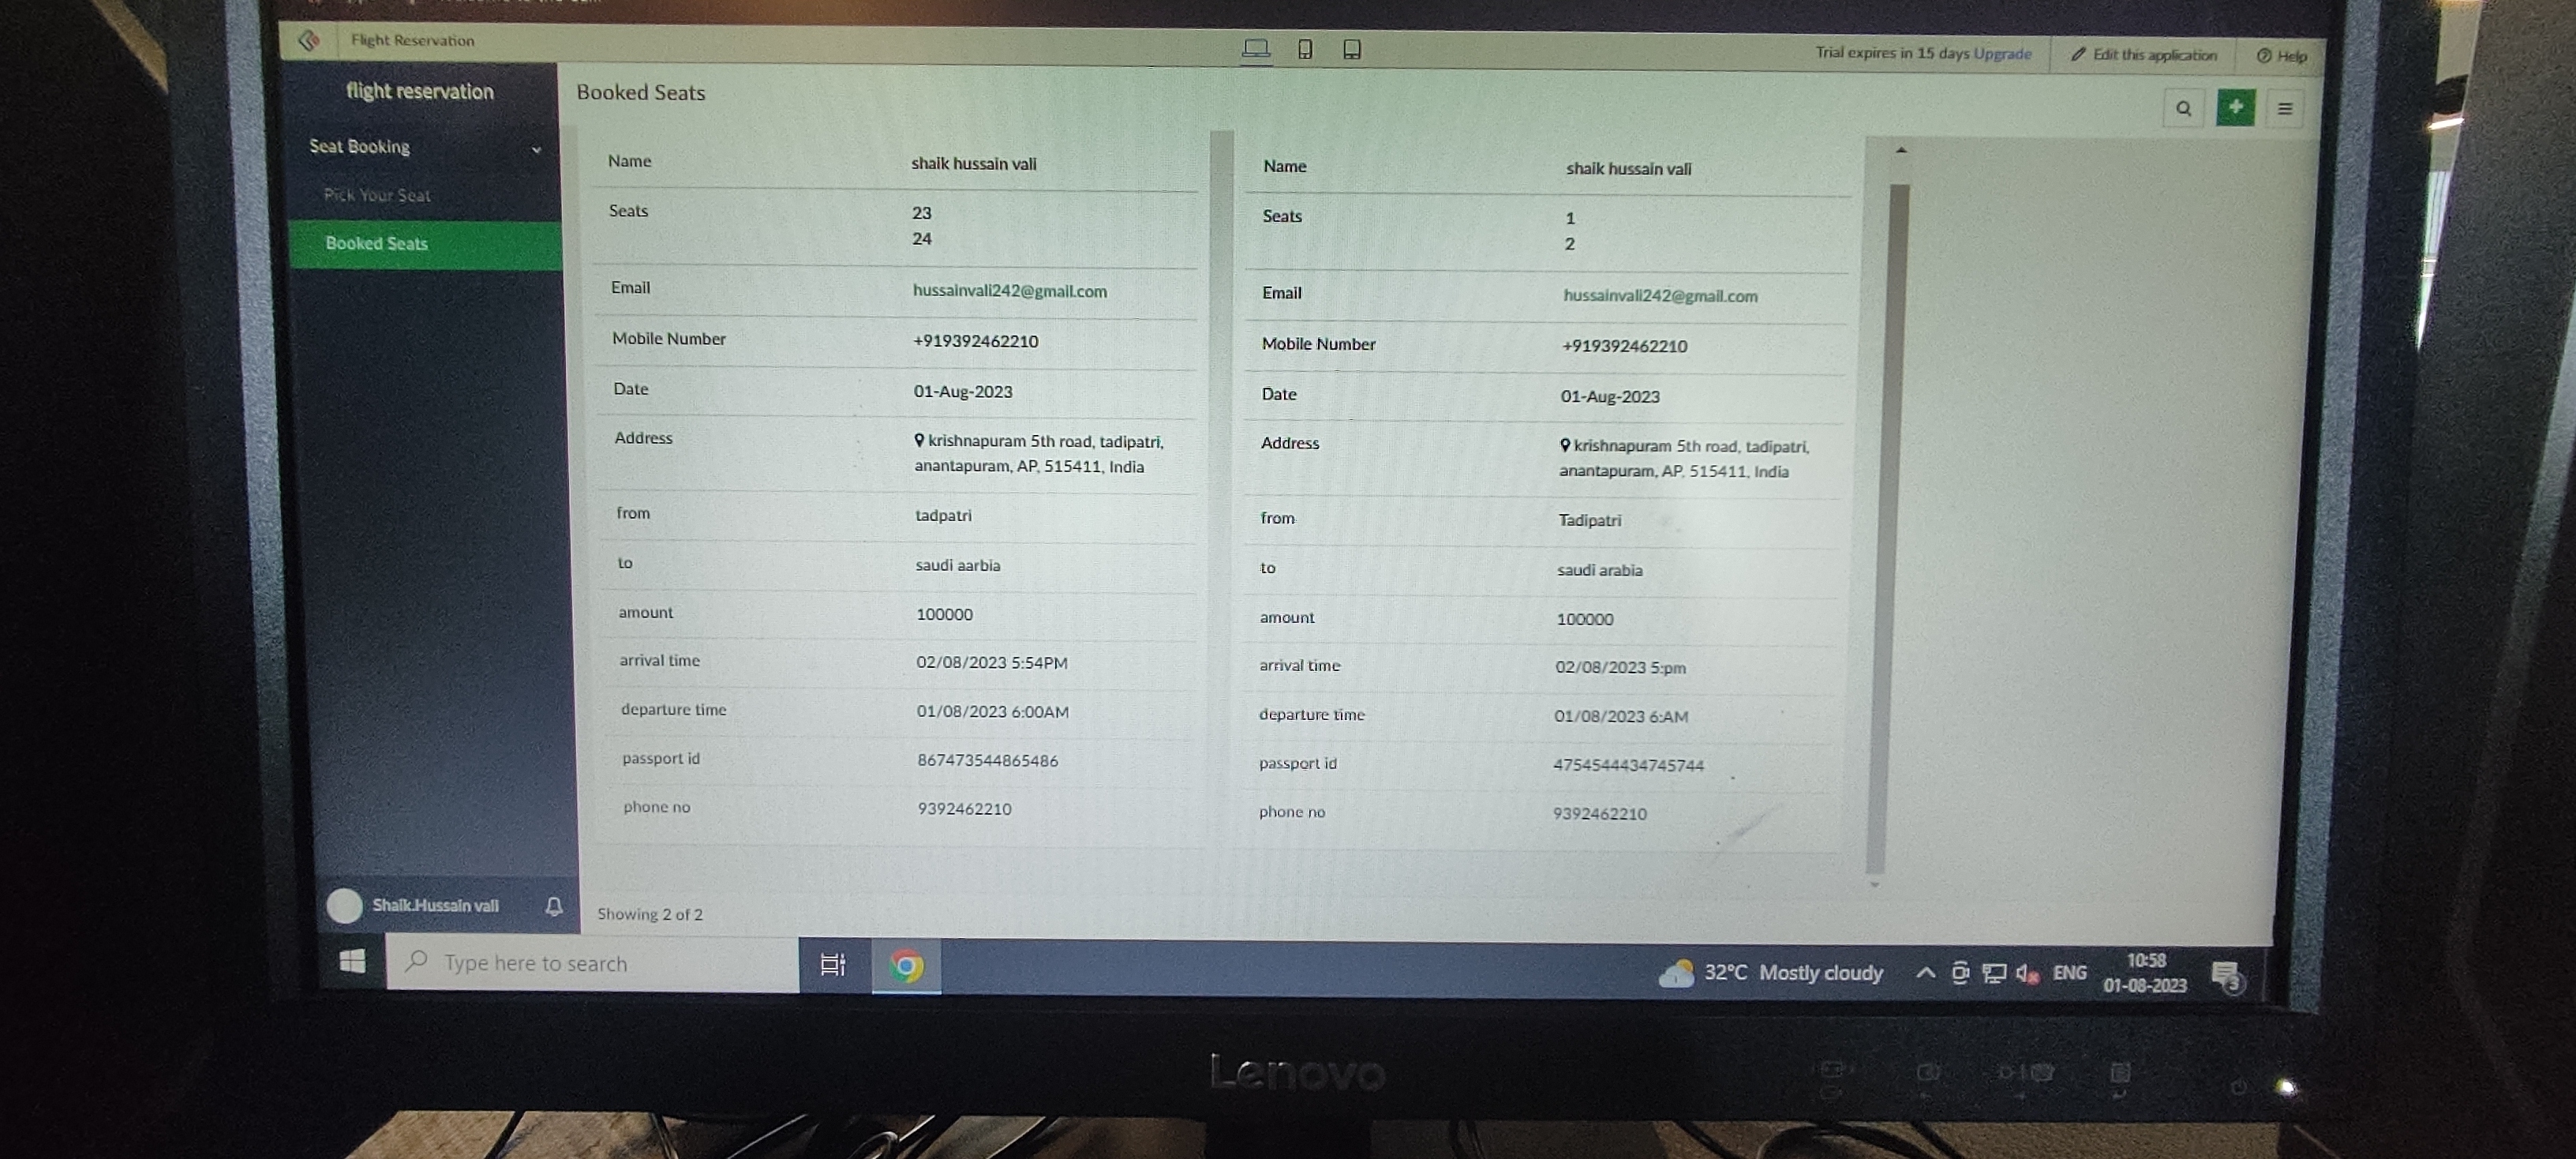 Flight Reservation
Trial expires in 15 days Upgrade
Edit this application
Help
flight reservation
Seat Booking
Pick Your Seat
Booked Seats
Booked Seats
Name shaik hussain vali
Seats 23
24
Email hussainvali242@gmail.com
Mobile Number +919392462210
Date 01-Aug-2023
Address krishnapuram 5th road, tadipatri,
anantapuram, AP, 515411, India
from tadpatri
to saudi aarbia
amount 100000
arrival time 02/08/2023 5:54PM
departure time 01/08/2023 6:00AM
passport id 867473544865486
phone no 9392462210
Name shaik hussain vali
Seats 1
2
Email hussainvali242@gmail.com
Mobile Number +919392462210
Date 01-Aug-2023
Address krishnapuram 5th road, tadipatri,
anantapuram, AP, 515411, India
from Tadipatri
to saudi arabia
amount 100000
arrival time 02/08/2023 5:pm
departure time 01/08/2023 6:AM
passport id 4754544434745744
phone no 9392462210
Shaik.Hussain vali
Showing 2 of 2
Type here to search
32°C Mostly cloudy
ENG
10:58
01-08-2023
3
Lenovo